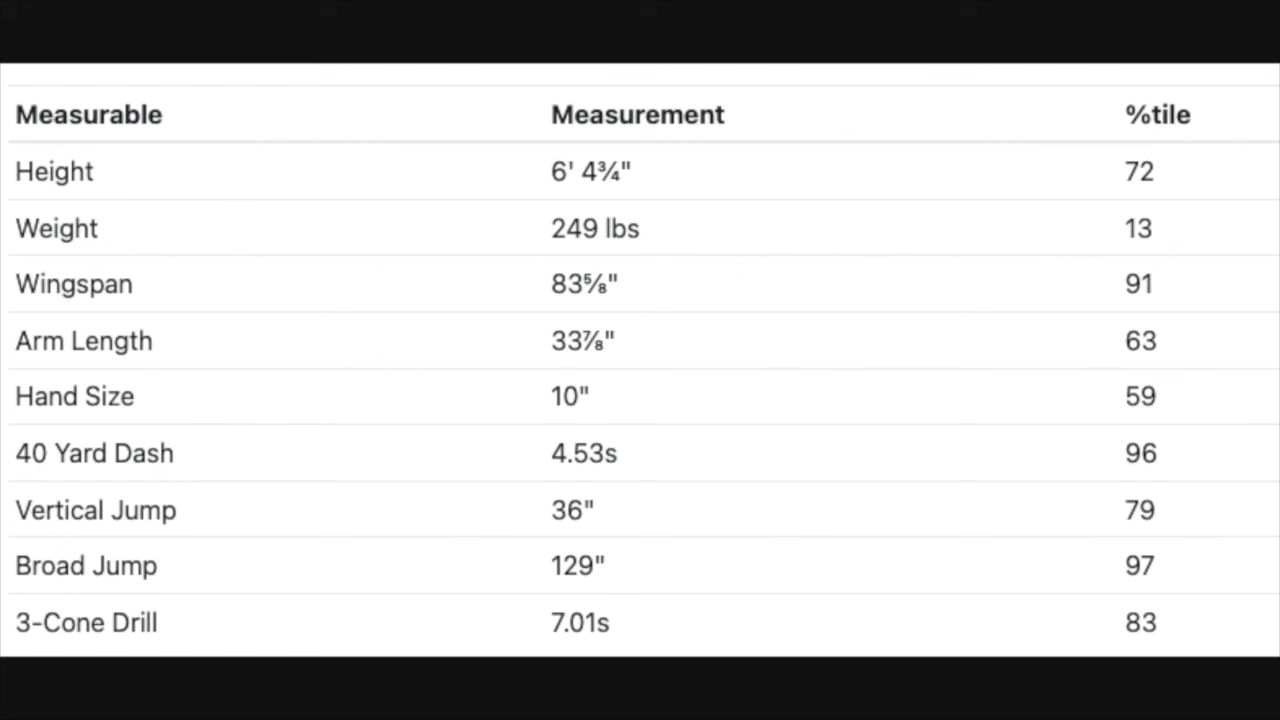 Measurable Measurement %tile
Height 6' 4¾" 72
Weight 249 lbs 13
Wingspan 83⅝" 91
Arm Length 33⅞" 63
Hand Size 10" 59
40 Yard Dash 4.53s 96
Vertical Jump 36" 79
Broad Jump 129" 97
3-Cone Drill 7.01s 83